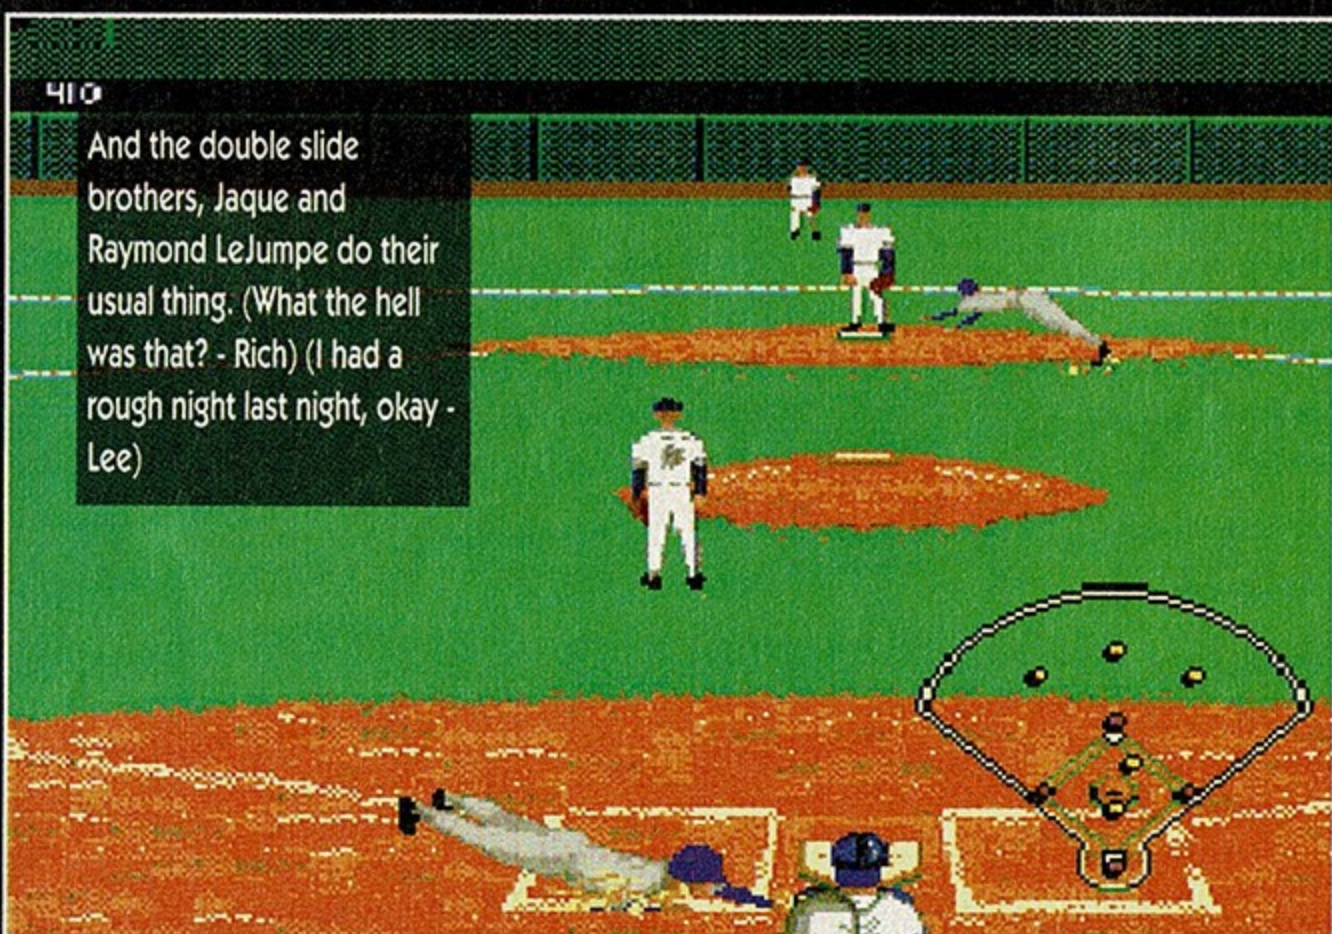 410
And the double slide
brothers, Jaque and
Raymond LeJumpe do their
usual thing. (What the hell
was that? - Rich) (I had a
rough night last night, okay -
Lee)